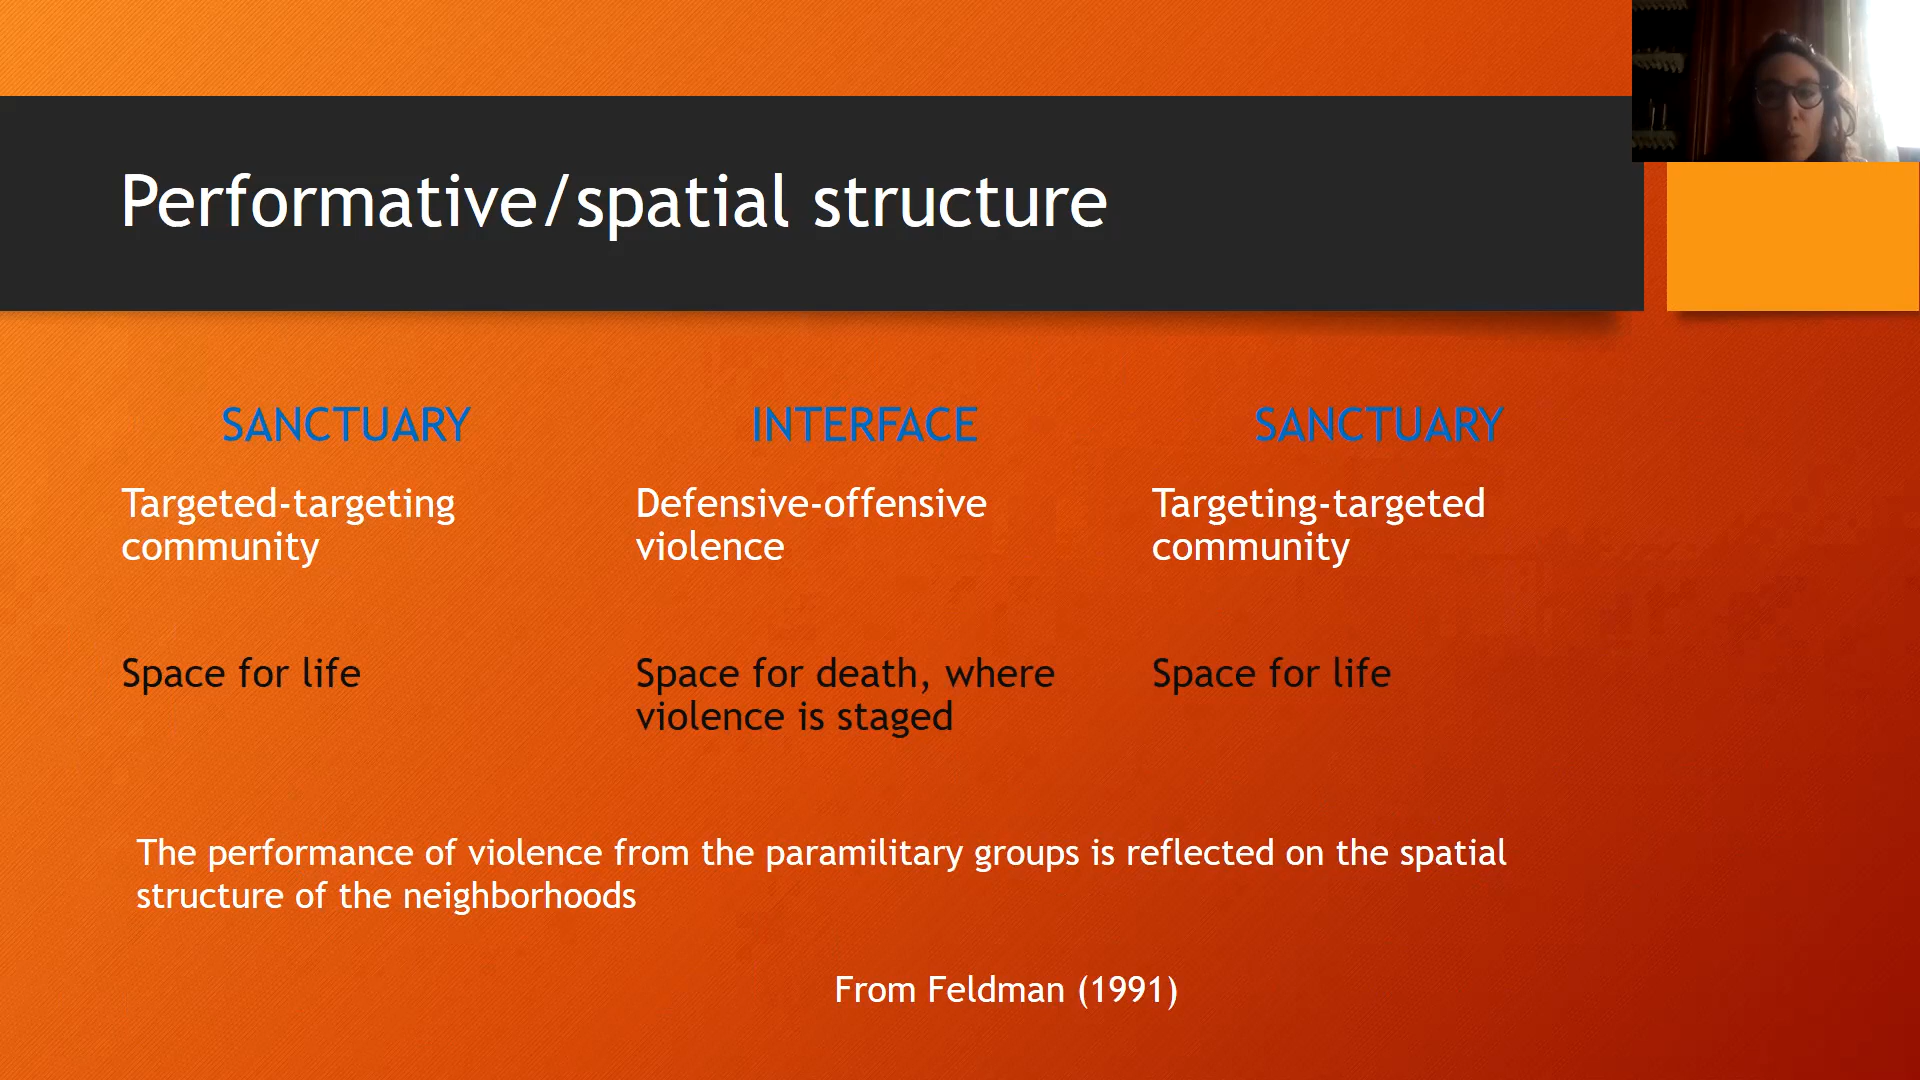 Performative/spatial structure
SANCTUARY
INTERFACE
SANCTUARY
Targeted-targeting
community
Defensive-offensive
violence
Targeting-targeted
community
Space for life
Space for death, where
violence is staged
Space for life
The performance of violence from the paramilitary groups is reflected on the spatial
structure of the neighborhoods
From Feldman (1991)